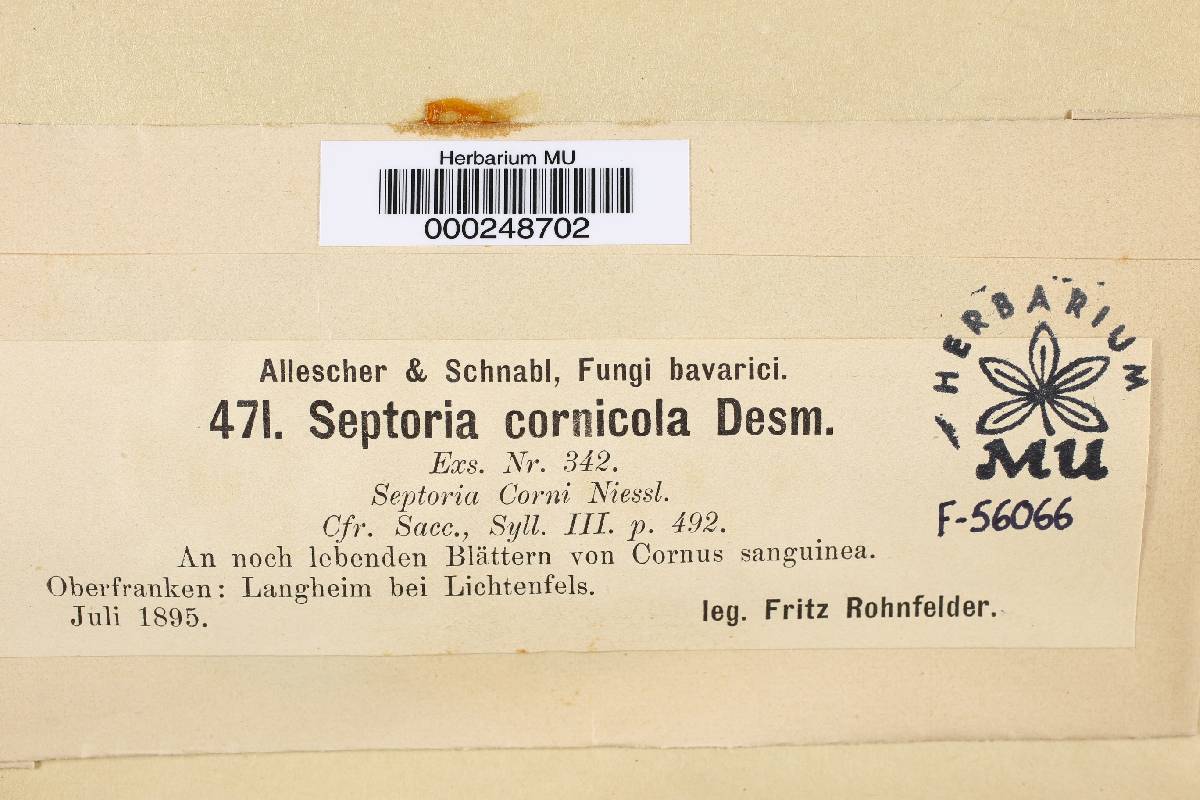 Herbarium MU
000248702
HERBARIUM
MU
F-56066
Allescher & Schnabl, Fungi bavarici.
471. Septoria cornicola Desm.
Exs. Nr. 342.
Septoria Corni Niessl.
Cfr. Sacc., Syll. III. p. 492.
An noch lebenden Blättern von Cornus sanguinea.
Oberfranken: Langheim bei Lichtenfels.
Juli 1895.
leg. Fritz Rohnfelder.